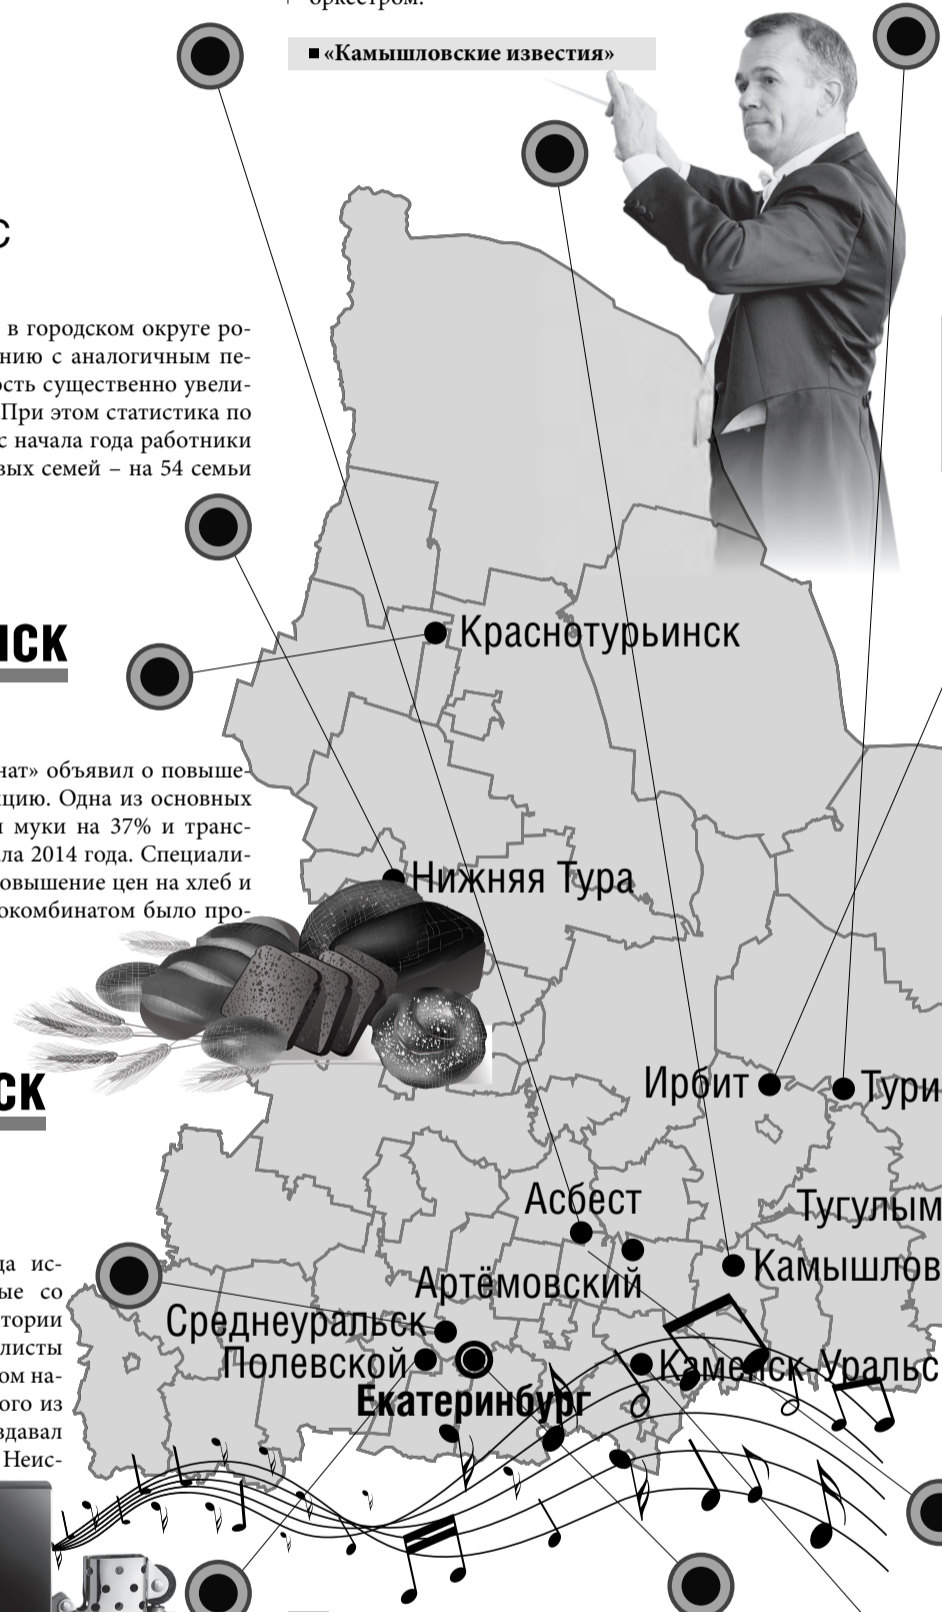 оркестром.
«Камышловские известия»
с
в городском округе ро-
нию с аналогичным пе-
ость существенно увели-
При этом статистика по
с начала года работники
вых семей – на 54 семьи
Краснотурьинск
нск
нат» объявил о повыше-
кцию. Одна из основных
муки на 37% и транс-
ла 2014 года. Специали-
овышение цен на хлеб и
окомбинатом было про-
Нижняя Тура
ск
Ирбит
Тури
Асбест
Тугулым
Артёмовский
Камышлов
да ис-
ые со
тории
листы
ом на-
ого из
здавал
Неис-
Среднеуральск
Полевской
Каменск-Уральс
Екатеринбург